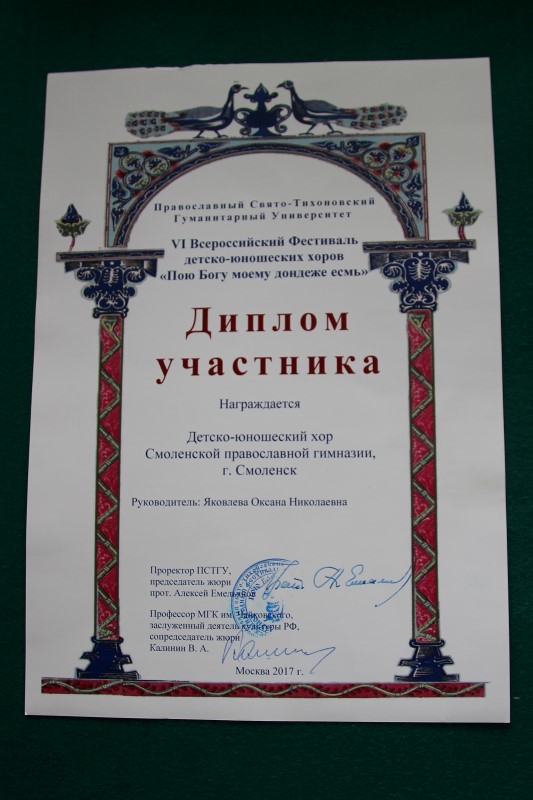 Православный Свято-Тихоновский
Гуманитарный Университет
VI Всероссийский Фестиваль
детско-юношеских хоров
«Пою Богу моему дондеже есмь»
Диплом
участника
Награждается
Детско-юношеский хор
Смоленской православной гимназии,
г. Смоленск
Руководитель: Яковлева Оксана Николаевна
Проректор ПСТГУ,
председатель жюри
прот. Алексей Емельянов
Профессор МГК им. Чайковского,
заслуженный деятель культуры РФ,
сопредседатель жюри
Калинин В. А.
Москва 2017 г.